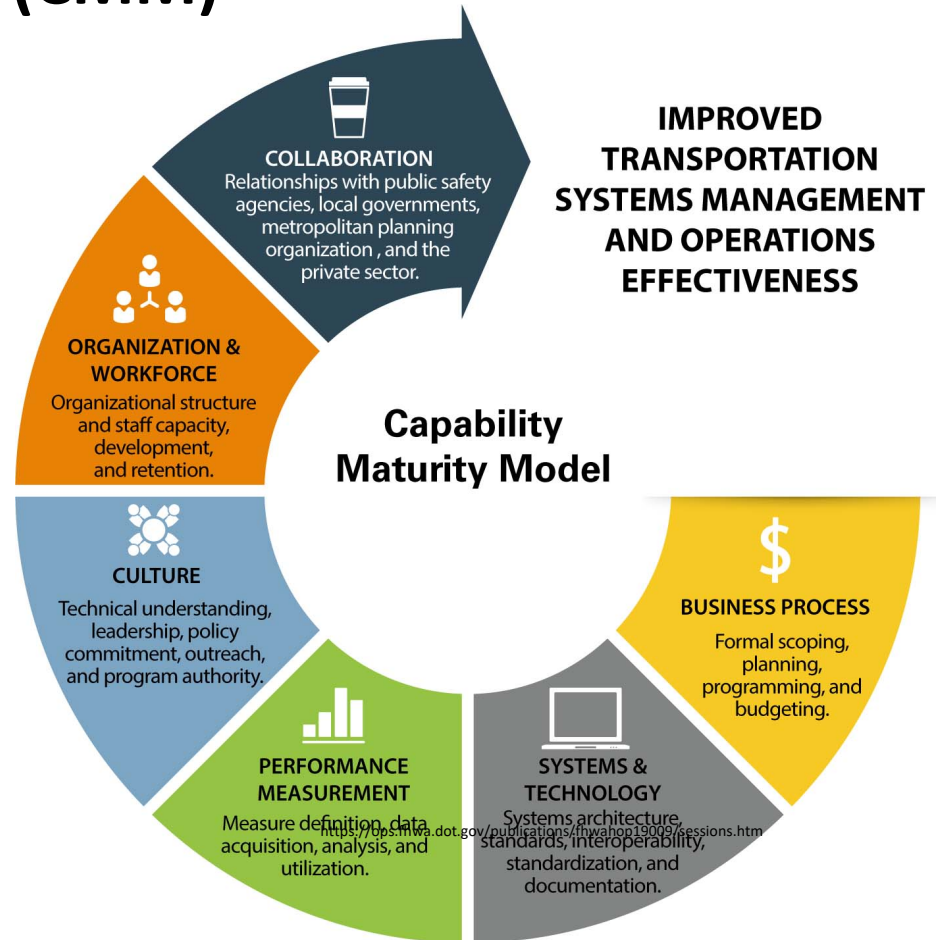 (CMM)
COLLABORATION
Relationships with public safety
agencies, local governments,
metropolitan planning
organization , and the
private sector.
IMPROVED
TRANSPORTATION
SYSTEMS MANAGEMENT
AND OPERATIONS
EFFECTIVENESS
ORGANIZATION &
WORKFORCE
Organizational structure
and staff capacity,
development,
and retention.
Capability
Maturity Model
CULTURE
Technical understanding,
leadership, policy
commitment, outreach,
and program authority.
$
BUSINESS PROCESS
Formal scoping,
planning,
programming, and
budgeting.
PERFORMANCE
MEASUREMENT
Measure definition, data
acquisition, analysis, and
utilization.
SYSTEMS &
TECHNOLOGY
Systems architecture,
standards, interoperability,
standardization, and
documentation.
https://ops.fhwa.dot.gov/publications/fhwahop19009/sessions.htm